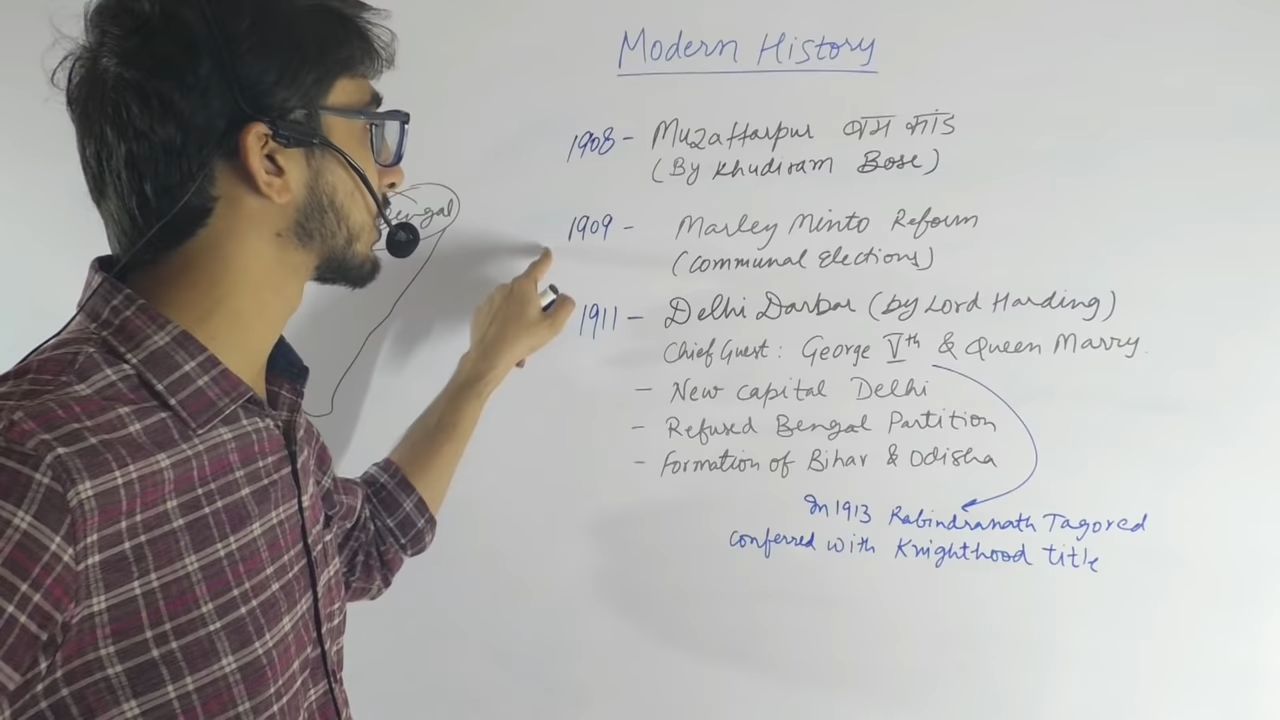 Modern History
1908 - Muzaffarpur बम कांड
(By Khudiram Bose)
Bengal
1909 - Marley Minto Reform
(Communal Elections)
1911 - Delhi Darbar (by Lord Harding)
Chief Guest : George Vth & Queen Marry
- New capital Delhi
- Refused Bengal Partition
- Formation of Bihar & Odisha
In 1913 Rabindranath Tagored
conferred with Knighthood title